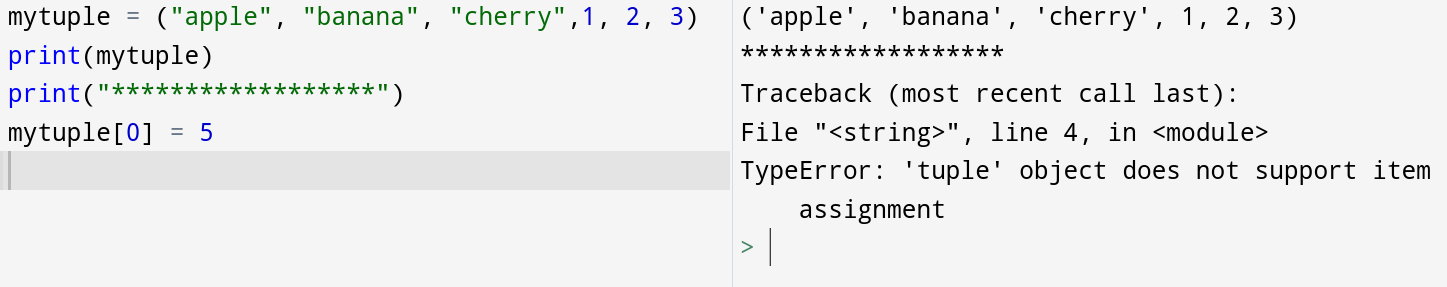 mytuple = ("apple", "banana", "cherry",1, 2, 3)
print(mytuple)
print("******************")
mytuple[0] = 5
('apple', 'banana', 'cherry', 1, 2, 3)
******************
Traceback (most recent call last):
File "<string>", line 4, in <module>
TypeError: 'tuple' object does not support item
assignment
>